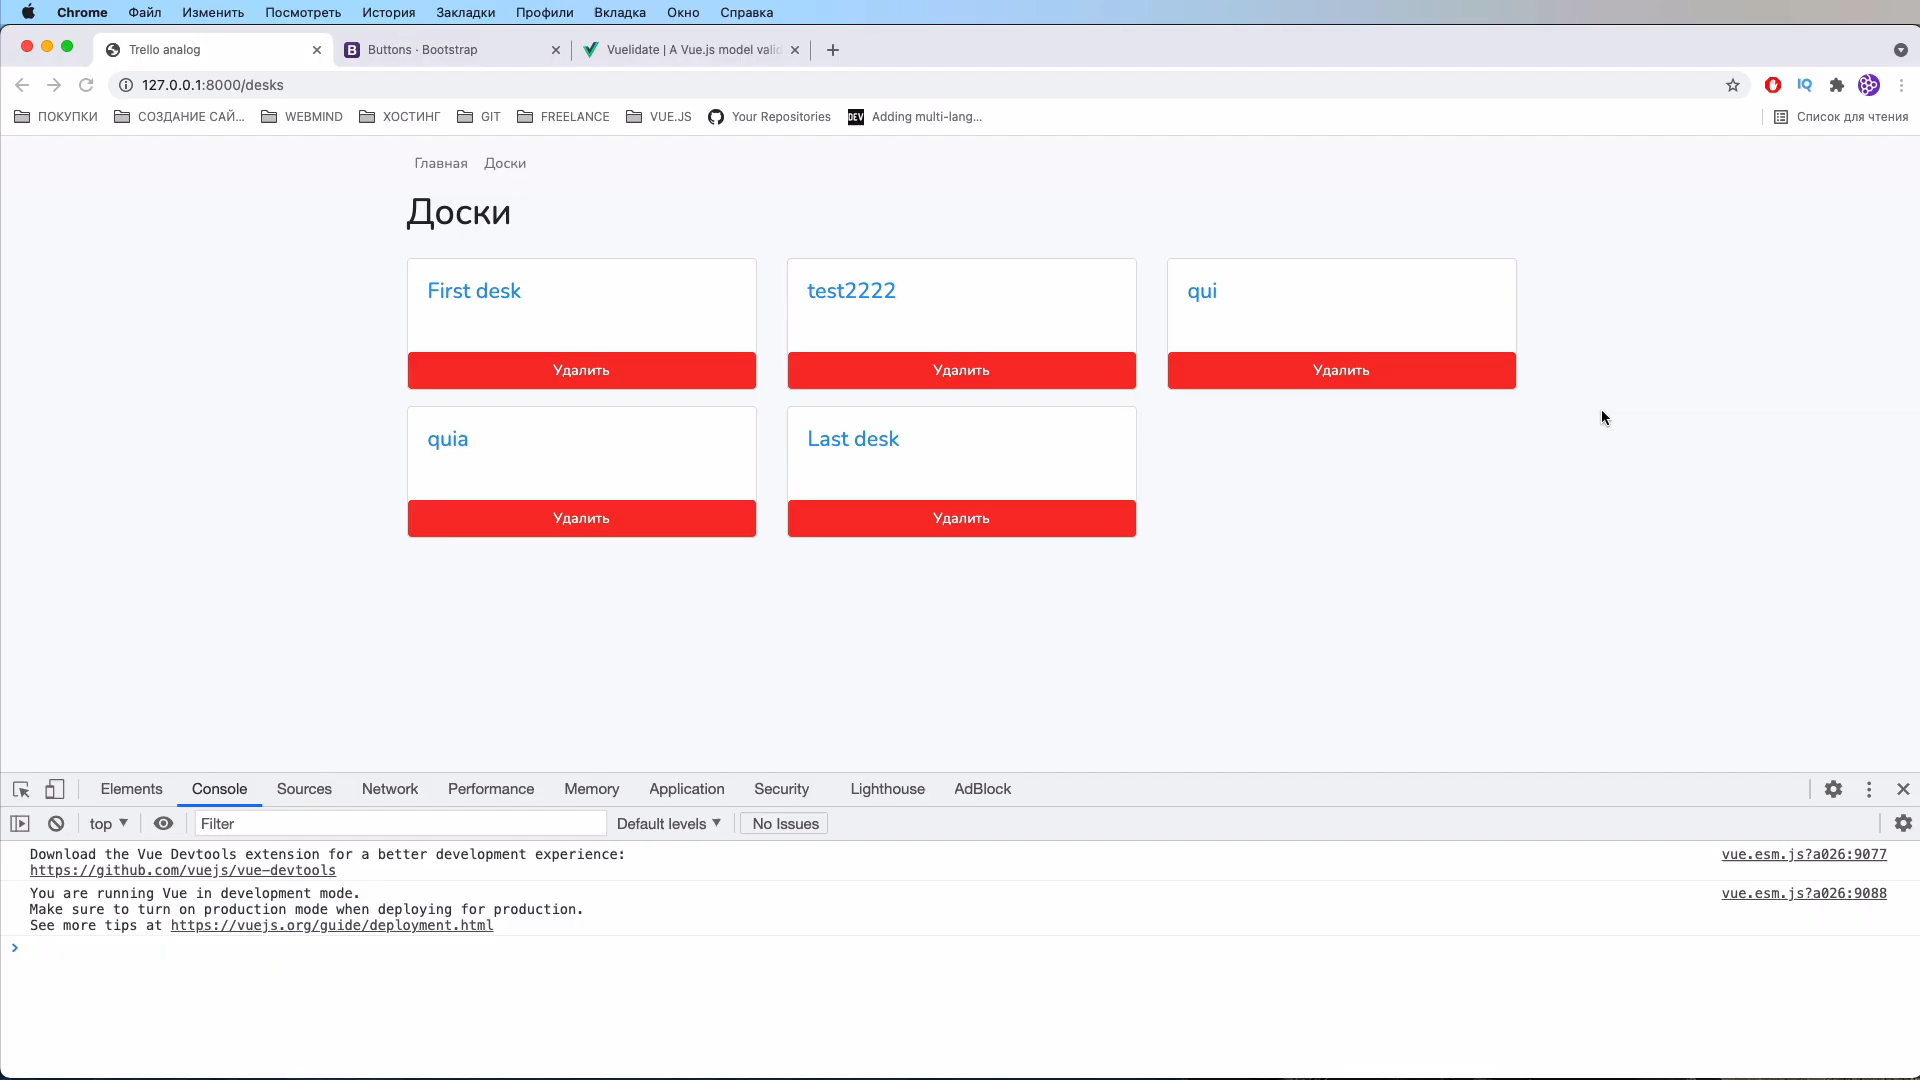 Chrome Файл Изменить Посмотреть История Закладки Профили Вкладка Окно Справка
Trello analog
B Buttons · Bootstrap
Vuelidate | A Vue.js model valid
127.0.0.1:8000/desks
IQ
ПОКУПКИ СОЗДАНИЕ САЙ... WEBMIND ХОСТИНГ GIT FREELANCE VUE.JS Your Repositories DEV Adding multi-lang... Список для чтения
Главная Доски
Доски
First desk
test2222
qui
Удалить
Удалить
Удалить
quia
Last desk
Удалить
Удалить
Elements Console Sources Network Performance Memory Application Security Lighthouse AdBlock
top Filter Default levels No Issues
Download the Vue Devtools extension for a better development experience: vue.esm.js?a026:9077
https://github.com/vuejs/vue-devtools
You are running Vue in development mode. vue.esm.js?a026:9088
Make sure to turn on production mode when deploying for production.
See more tips at https://vuejs.org/guide/deployment.html